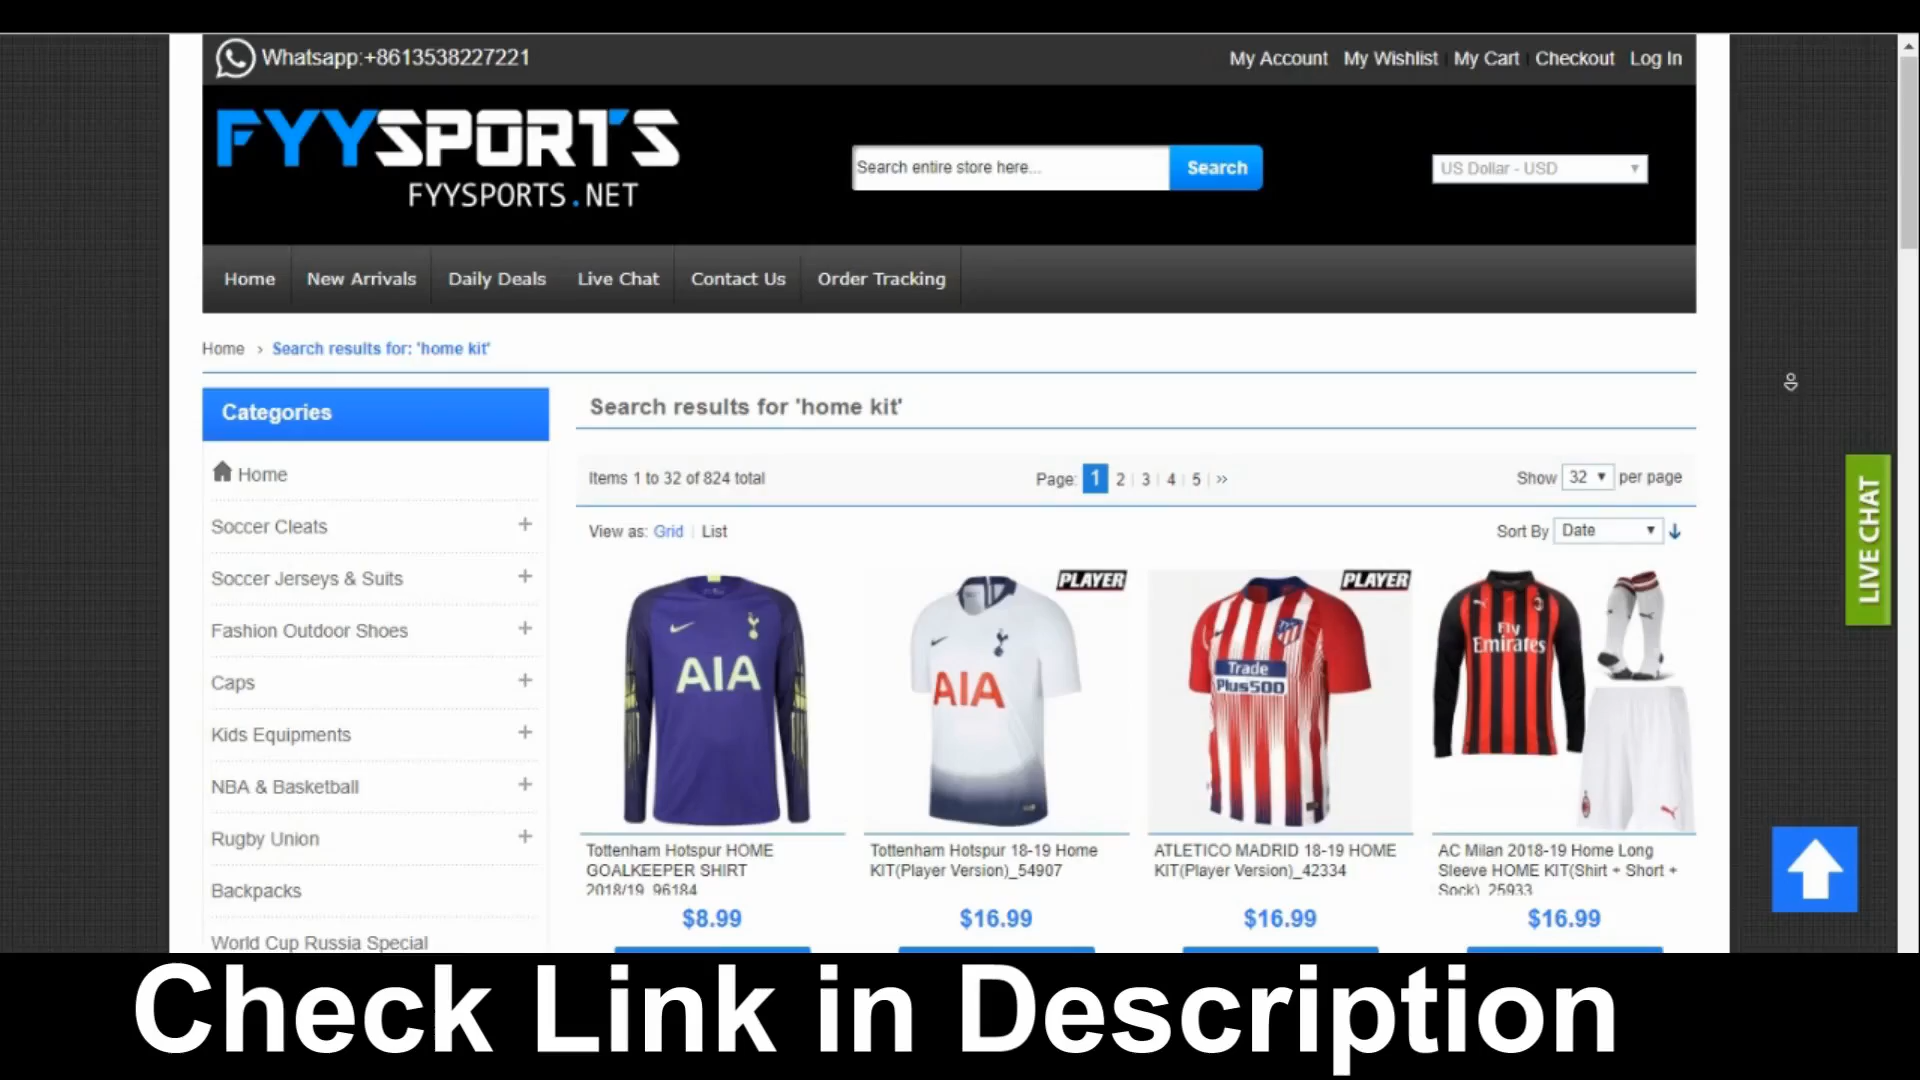 Whatsapp:+8613538227221
My Account My Wishlist My Cart Checkout Log In
FYYSPORTS
FYYSPORTS.NET
Search entire store here...
Search
US Dollar - USD
Home New Arrivals Daily Deals Live Chat Contact Us Order Tracking
Home › Search results for: 'home kit'
Categories
Home
Soccer Cleats +
Soccer Jerseys & Suits +
Fashion Outdoor Shoes +
Caps +
Kids Equipments +
NBA & Basketball +
Rugby Union +
Backpacks
World Cup Russia Special
Search results for 'home kit'
Items 1 to 32 of 824 total
Page: 1 2 3 4 5 »
Show 32 per page
View as: Grid List
Sort By Date
AIA
PLAYER
AIA
PLAYER
Trade
Plus500
Fly
Emirates
Tottenham Hotspur HOME
GOALKEEPER SHIRT
2018/19_96184
$8.99
Tottenham Hotspur 18-19 Home
KIT(Player Version)_54907
$16.99
ATLETICO MADRID 18-19 HOME
KIT(Player Version)_42334
$16.99
AC Milan 2018-19 Home Long
Sleeve HOME KIT(Shirt + Short +
Sock)_25933
$16.99
LIVE CHAT
Check Link in Description